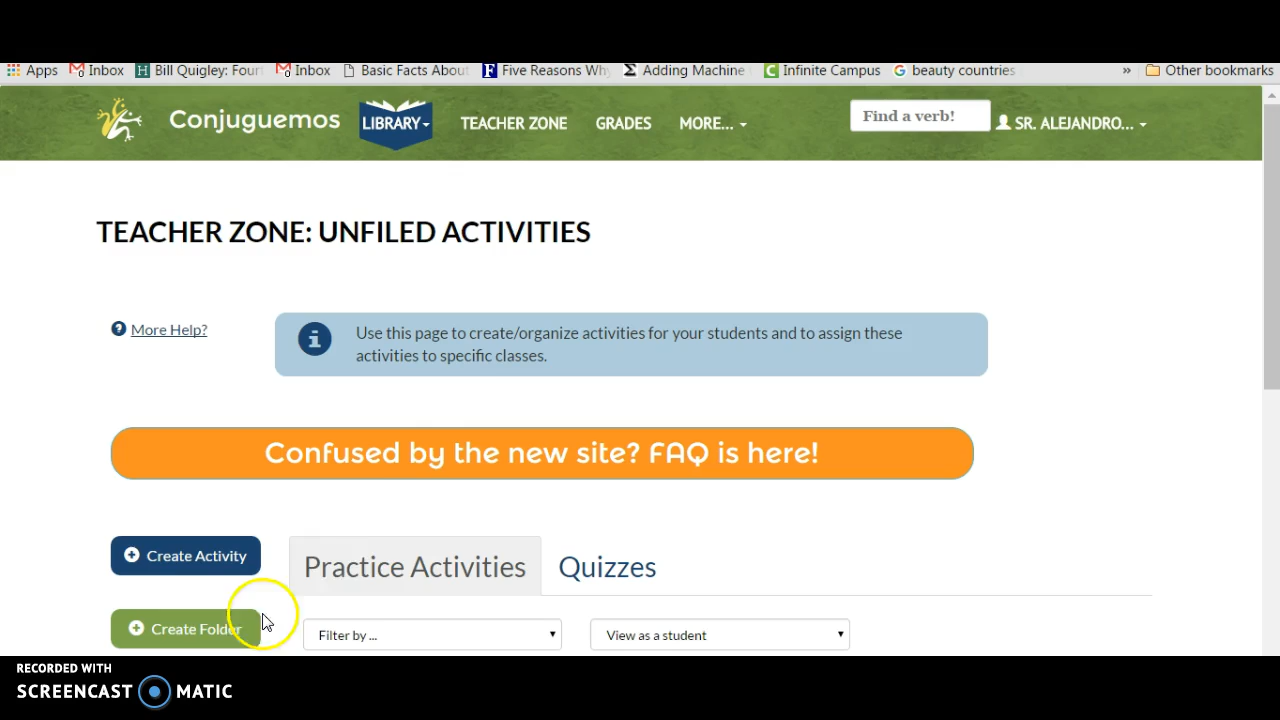 Apps Inbox Bill Quigley: Four Inbox Basic Facts About Five Reasons Why Adding Machine Infinite Campus beauty countries » Other bookmarks
Conjuguemos LIBRARY TEACHER ZONE GRADES MORE... Find a verb! SR. ALEJANDRO...
TEACHER ZONE: UNFILED ACTIVITIES
More Help?
Use this page to create/organize activities for your students and to assign these
activities to specific classes.
Confused by the new site? FAQ is here!
Create Activity
Practice Activities Quizzes
Create Folder
Filter by ... View as a student
RECORDED WITH
SCREENCAST MATIC